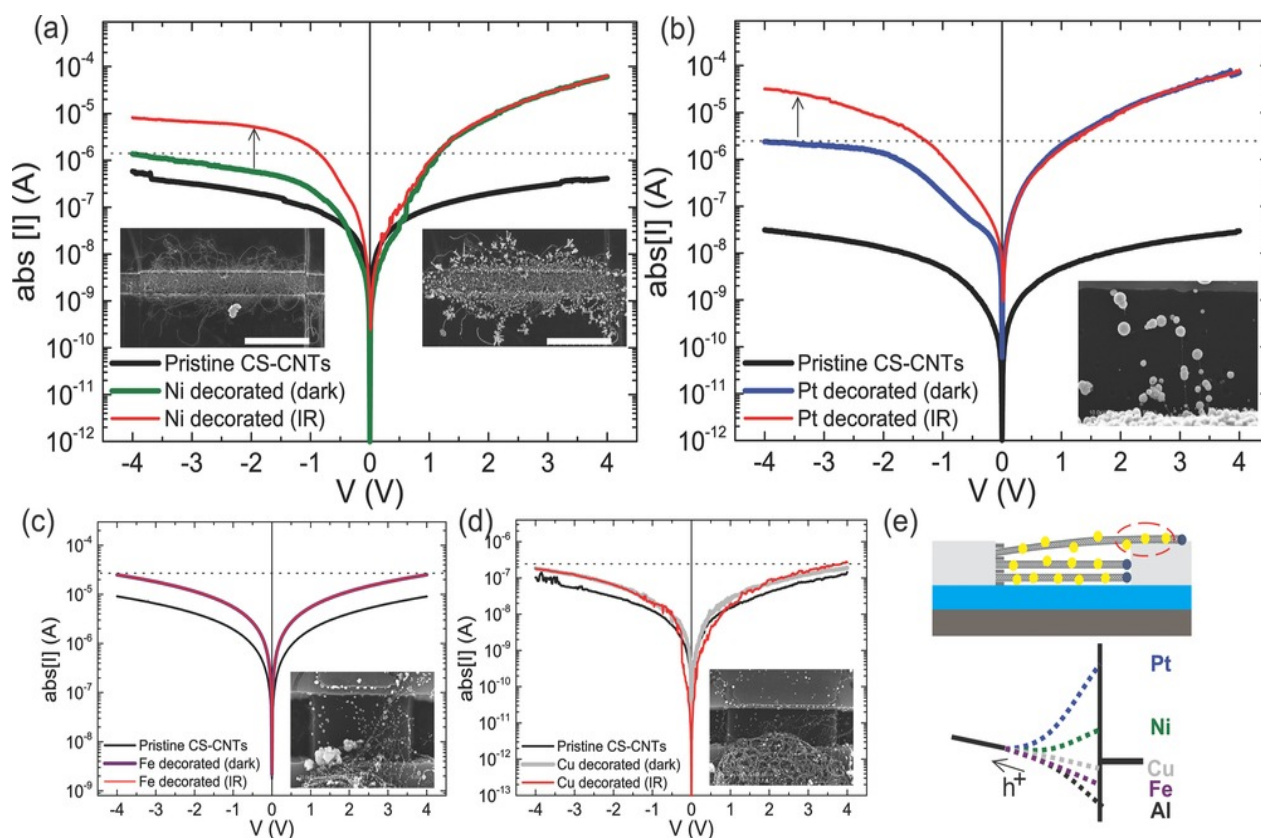 (a)
abs [I] (A)
10⁻⁴
10⁻⁵
10⁻⁶
10⁻⁷
10⁻⁸
10⁻⁹
10⁻¹⁰
10⁻¹¹
10⁻¹²
Pristine CS-CNTs
Ni decorated (dark)
Ni decorated (IR)
-4 -3 -2 -1 0 1 2 3 4
V (V)
(b)
abs[I] (A)
10⁻⁴
10⁻⁵
10⁻⁶
10⁻⁷
10⁻⁸
10⁻⁹
10⁻¹⁰
10⁻¹¹
10⁻¹²
Pristine CS-CNTs
Pt decorated (dark)
Pt decorated (IR)
-4 -3 -2 -1 0 1 2 3 4
V (V)
(c)
abs[I] (A)
10⁻⁴
10⁻⁵
10⁻⁶
10⁻⁷
10⁻⁸
10⁻⁹
Pristine CS-CNTs
Fe decorated (dark)
Fe decorated (IR)
-4 -3 -2 -1 0 1 2 3 4
V (V)
(d)
abs[I] (A)
10⁻⁶
10⁻⁷
10⁻⁸
10⁻⁹
10⁻¹⁰
10⁻¹¹
10⁻¹²
10⁻¹³
Pristine CS-CNTs
Cu decorated (dark)
Cu decorated (IR)
-4 -3 -2 -1 0 1 2 3 4
V (V)
(e)
Pt
Ni
Cu
Fe
Al
h⁺